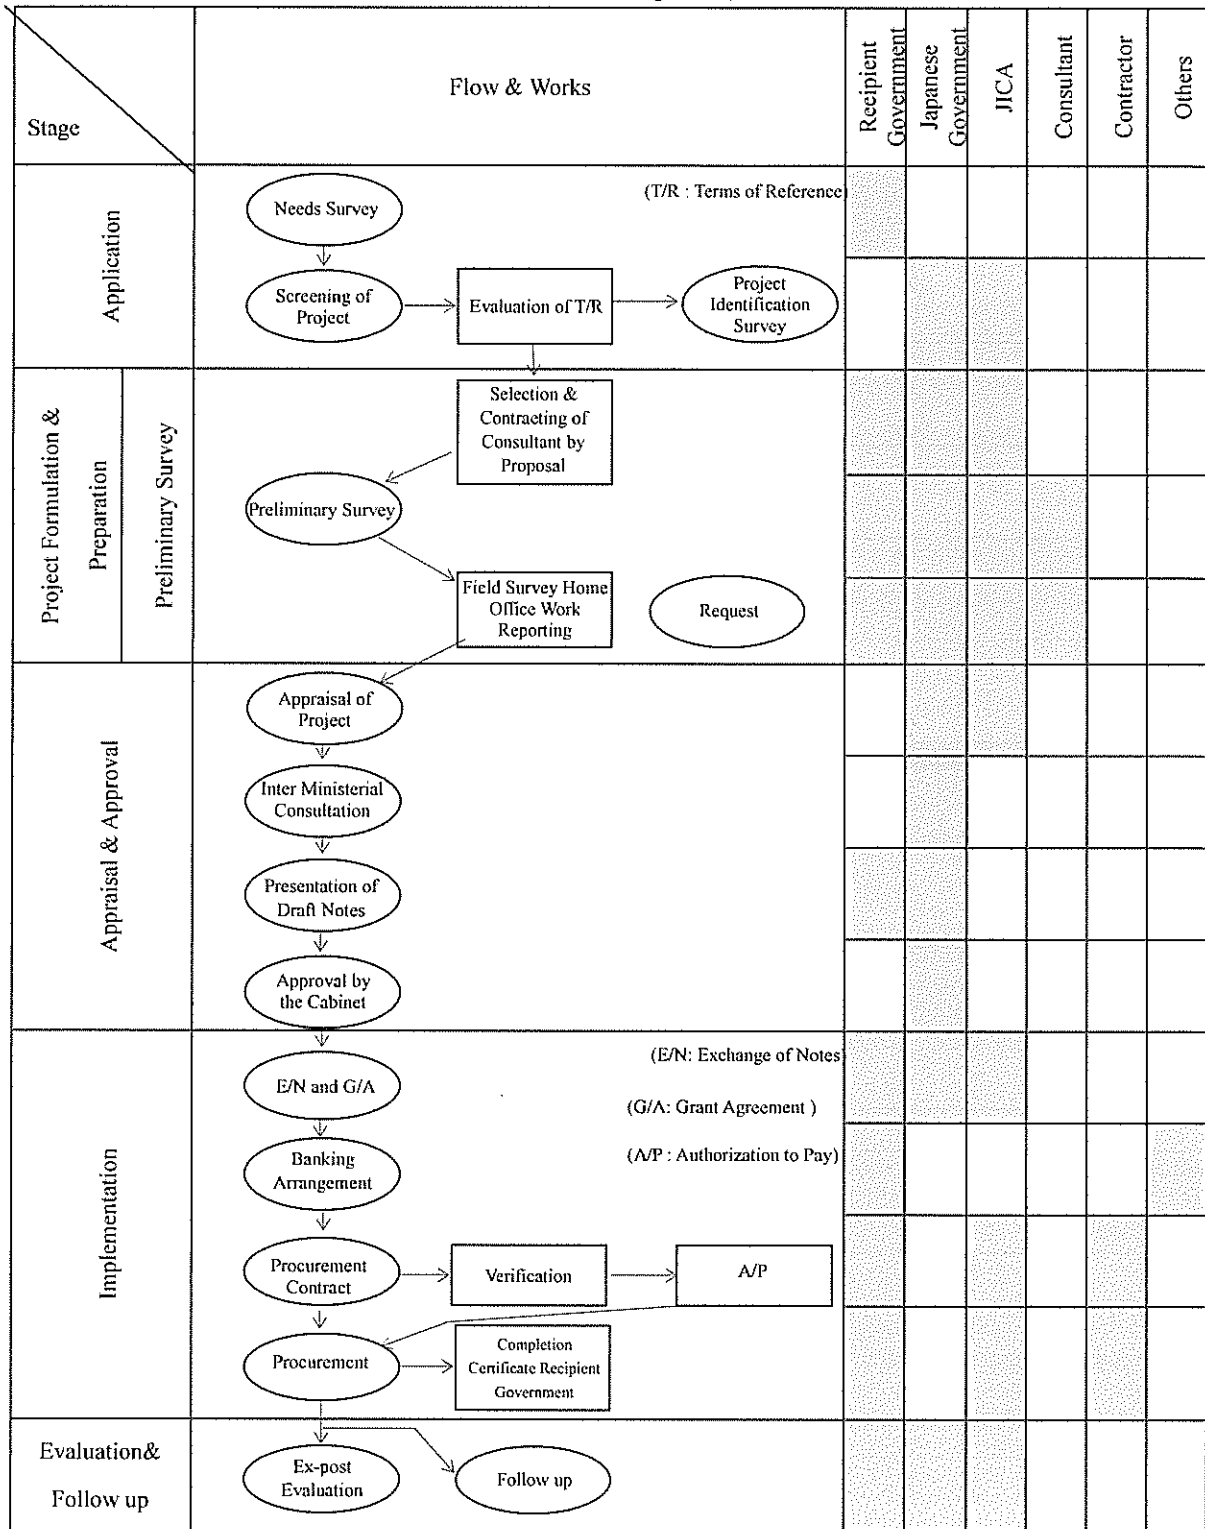 Stage
Flow & Works
Recipient
Government
Japanese
Government
JICA
Consultant
Contractor
Others
Application
Needs Survey
(T/R : Terms of Reference)
Screening of
Project
Evaluation of T/R
Project
Identification
Survey
Project Formulation &
Preparation
Preliminary Survey
Selection &
Contracting of
Consultant by
Proposal
Preliminary Survey
Field Survey Home
Office Work
Reporting
Request
Appraisal & Approval
Appraisal of
Project
Inter Ministerial
Consultation
Presentation of
Draft Notes
Approval by
the Cabinet
Implementation
E/N and G/A
(E/N: Exchange of Notes)
(G/A: Grant Agreement )
(A/P : Authorization to Pay)
Banking
Arrangement
Procurement
Contract
Verification
A/P
Procurement
Completion
Certificate Recipient
Government
Evaluation&
Follow up
Ex-post
Evaluation
Follow up